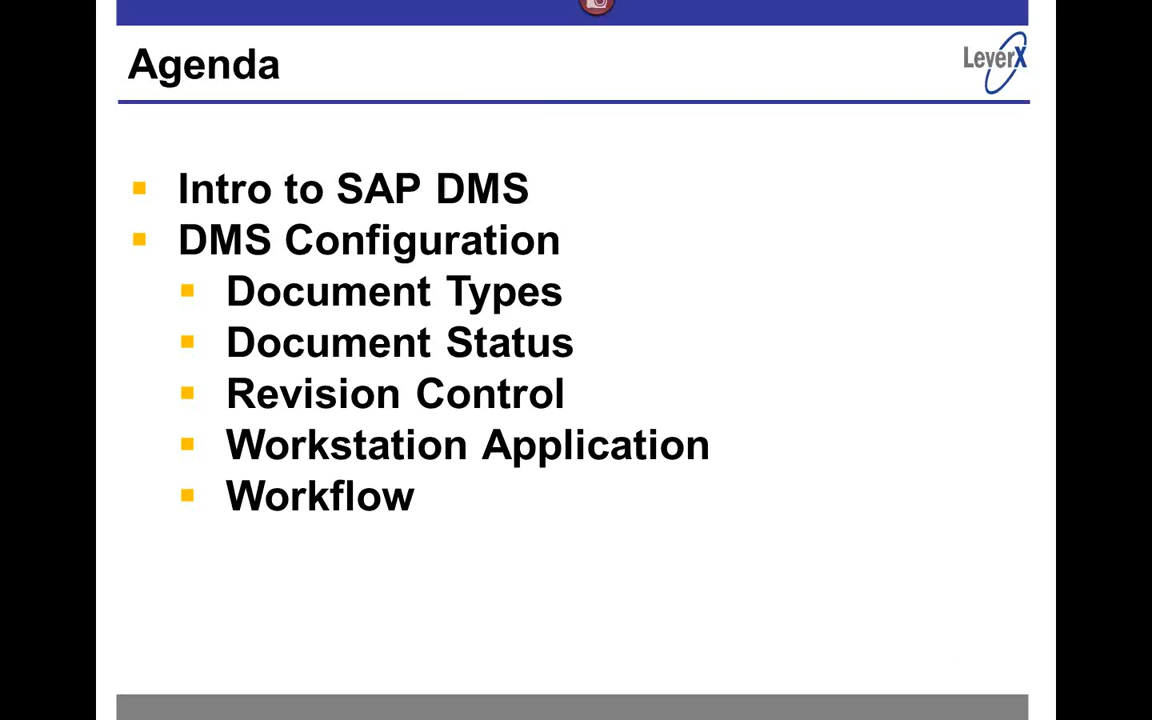 Agenda
LeverX
Intro to SAP DMS
DMS Configuration
Document Types
Document Status
Revision Control
Workstation Application
Workflow